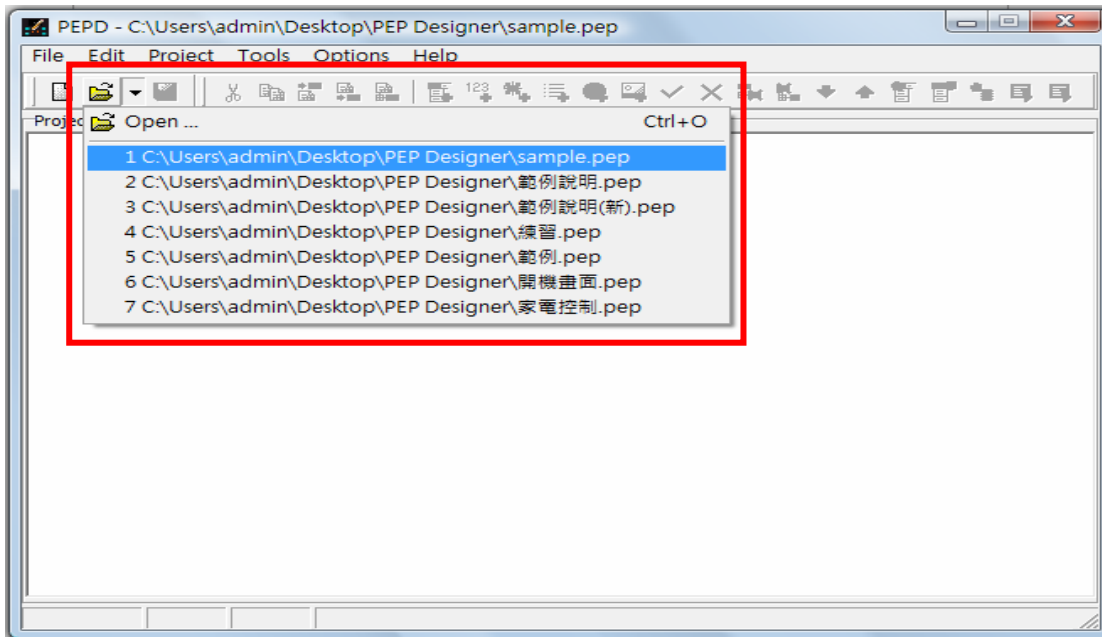 PEPD - C:\Users\admin\Desktop\PEP Designer\sample.pep
File Edit Project Tools Options Help
123
Projec
Open ... Ctrl+O
1 C:\Users\admin\Desktop\PEP Designer\sample.pep
2 C:\Users\admin\Desktop\PEP Designer\範例說明.pep
3 C:\Users\admin\Desktop\PEP Designer\範例說明(新).pep
4 C:\Users\admin\Desktop\PEP Designer\練習.pep
5 C:\Users\admin\Desktop\PEP Designer\範例.pep
6 C:\Users\admin\Desktop\PEP Designer\開機畫面.pep
7 C:\Users\admin\Desktop\PEP Designer\家電控制.pep